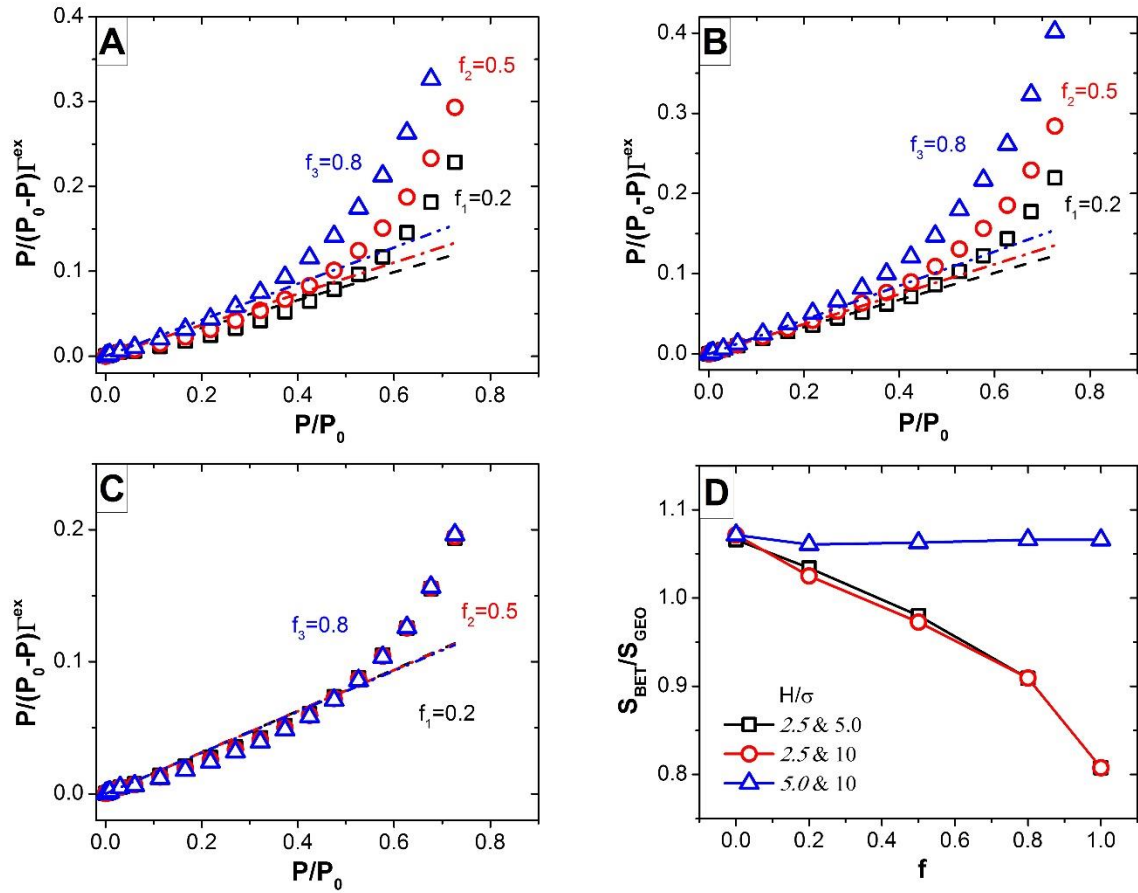 A
P/(P₀-P)Γᵉˣ
0.4
0.3
0.2
0.1
0.0
f₂=0.5
f₃=0.8
f₁=0.2
0.0 0.2 0.4 0.6 0.8
P/P₀
B
P/(P₀-P)Γᵉˣ
0.4
0.3
0.2
0.1
0.0
f₂=0.5
f₃=0.8
f₁=0.2
0.0 0.2 0.4 0.6 0.8
P/P₀
C
P/(P₀-P)Γᵉˣ
0.2
0.1
0.0
f₃=0.8
f₂=0.5
f₁=0.2
0.0 0.2 0.4 0.6 0.8
P/P₀
D
S_BET/S_GEO
1.1
1.0
0.9
0.8
H/σ
2.5 & 5.0
2.5 & 10
5.0 & 10
0.0 0.2 0.4 0.6 0.8 1.0
f